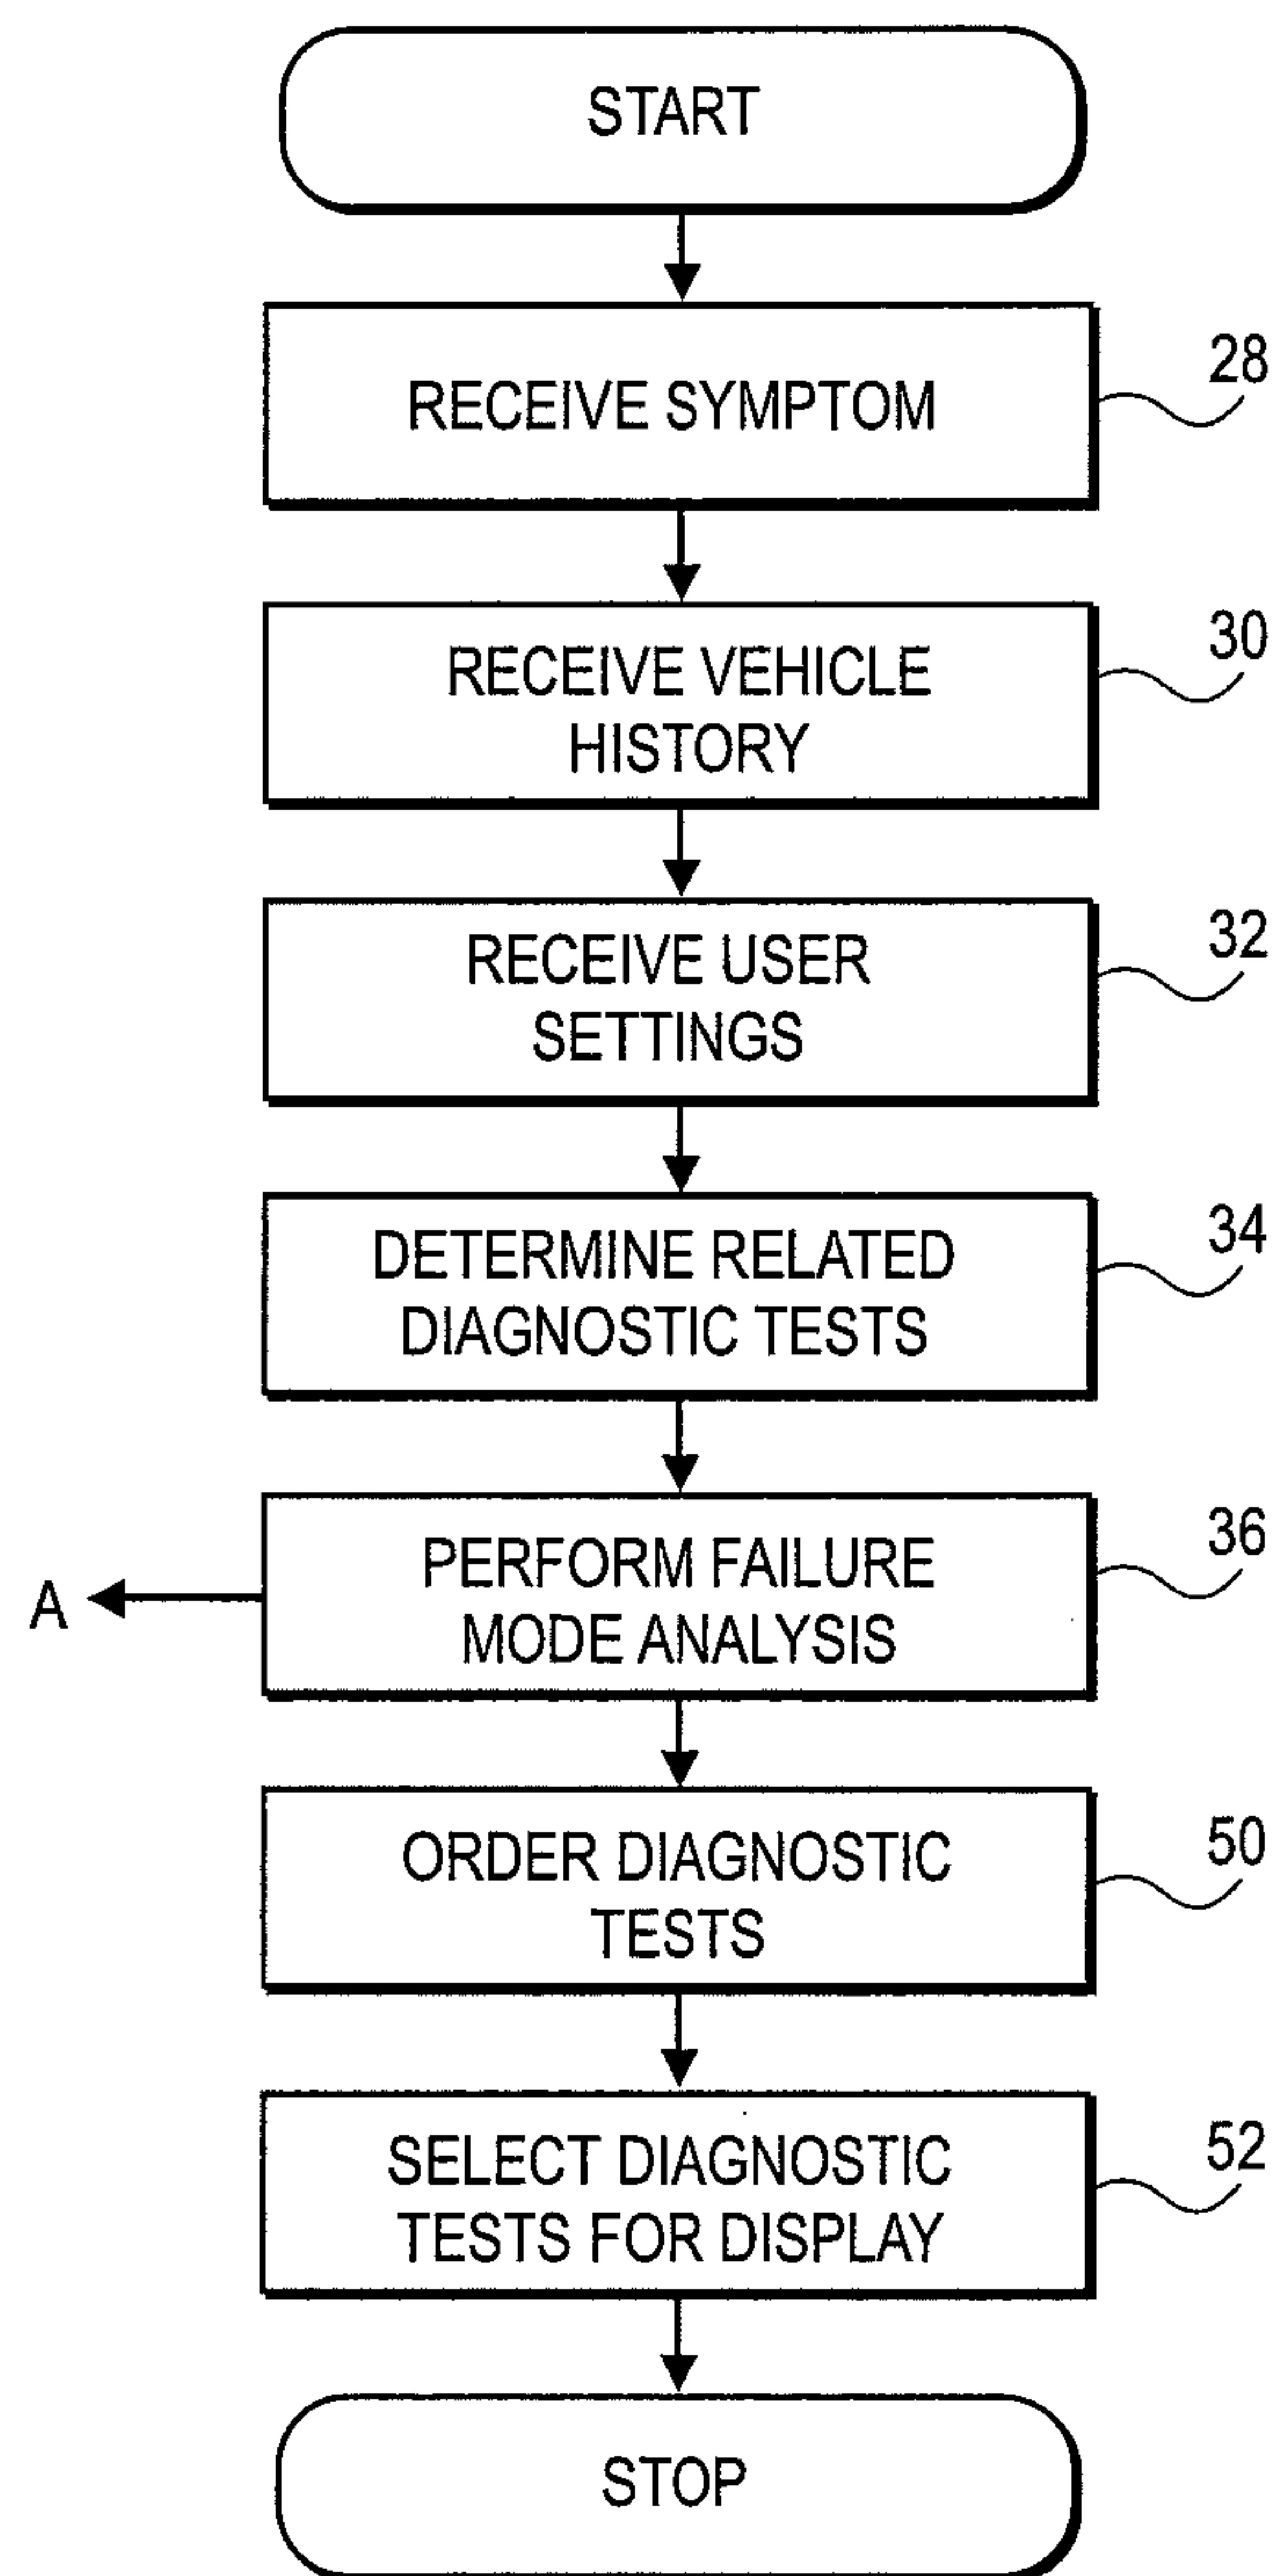 START
RECEIVE SYMPTOM
28
RECEIVE VEHICLE
HISTORY
30
RECEIVE USER
SETTINGS
32
DETERMINE RELATED
DIAGNOSTIC TESTS
34
PERFORM FAILURE
MODE ANALYSIS
36
A
ORDER DIAGNOSTIC
TESTS
50
SELECT DIAGNOSTIC
TESTS FOR DISPLAY
52
STOP